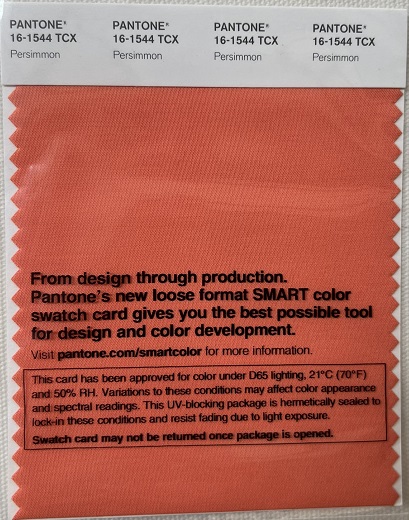 PANTONE® PANTONE® PANTONE® PANTONE®
16-1544 TCX 16-1544 TCX 16-1544 TCX 16-1544 TCX
Persimmon Persimmon Persimmon Persimmon
From design through production.
Pantone's new loose format SMART color
swatch card gives you the best possible tool
for design and color development.
Visit pantone.com/smartcolor for more information.
This card has been approved for color under D65 lighting, 21°C (70°F)
and 50% RH. Variations to these conditions may affect color appearance
and spectral readings. This UV-blocking package is hermetically sealed to
lock-in these conditions and resist fading due to light exposure.
Swatch card may not be returned once package is opened.